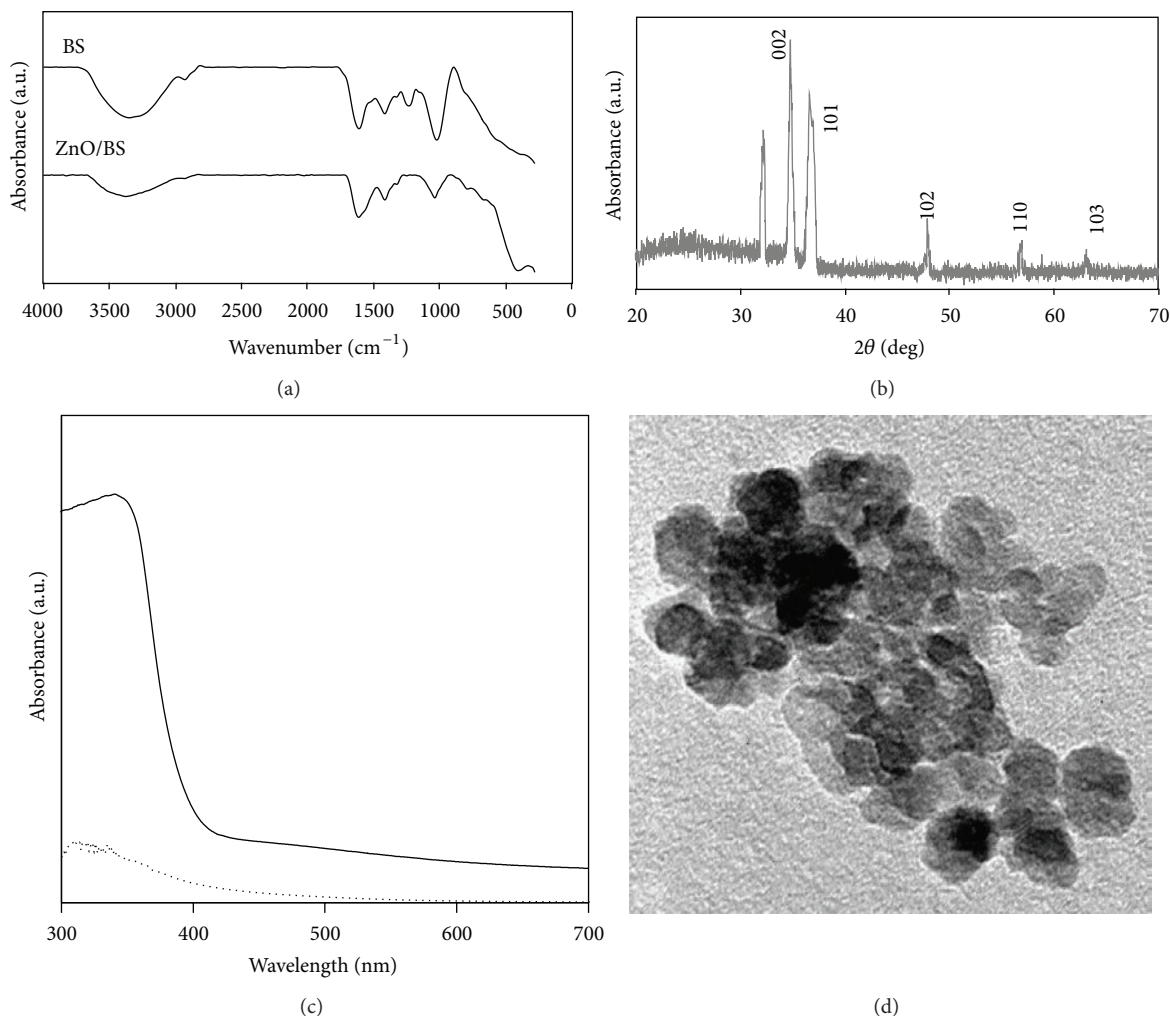 BS
ZnO/BS
Absorbance (a.u.)
4000 3500 3000 2500 2000 1500 1000 500 0
Wavenumber (cm⁻¹)
(a)
002
101
102
110
103
Absorbance (a.u.)
20 30 40 50 60 70
2θ (deg)
(b)
Absorbance (a.u.)
300 400 500 600 700
Wavelength (nm)
(c)
(d)